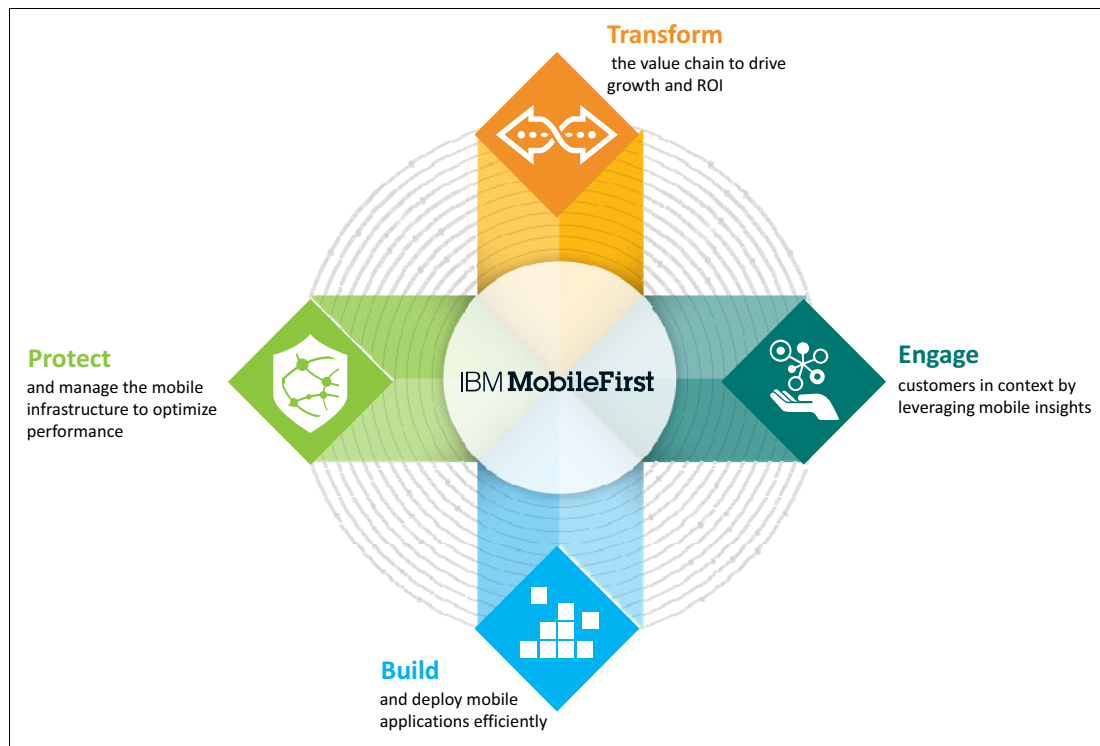 Transform
the value chain to drive
growth and ROI
Protect
and manage the mobile
infrastructure to optimize
performance
IBM MobileFirst
Engage
customers in context by
leveraging mobile insights
Build
and deploy mobile
applications efficiently